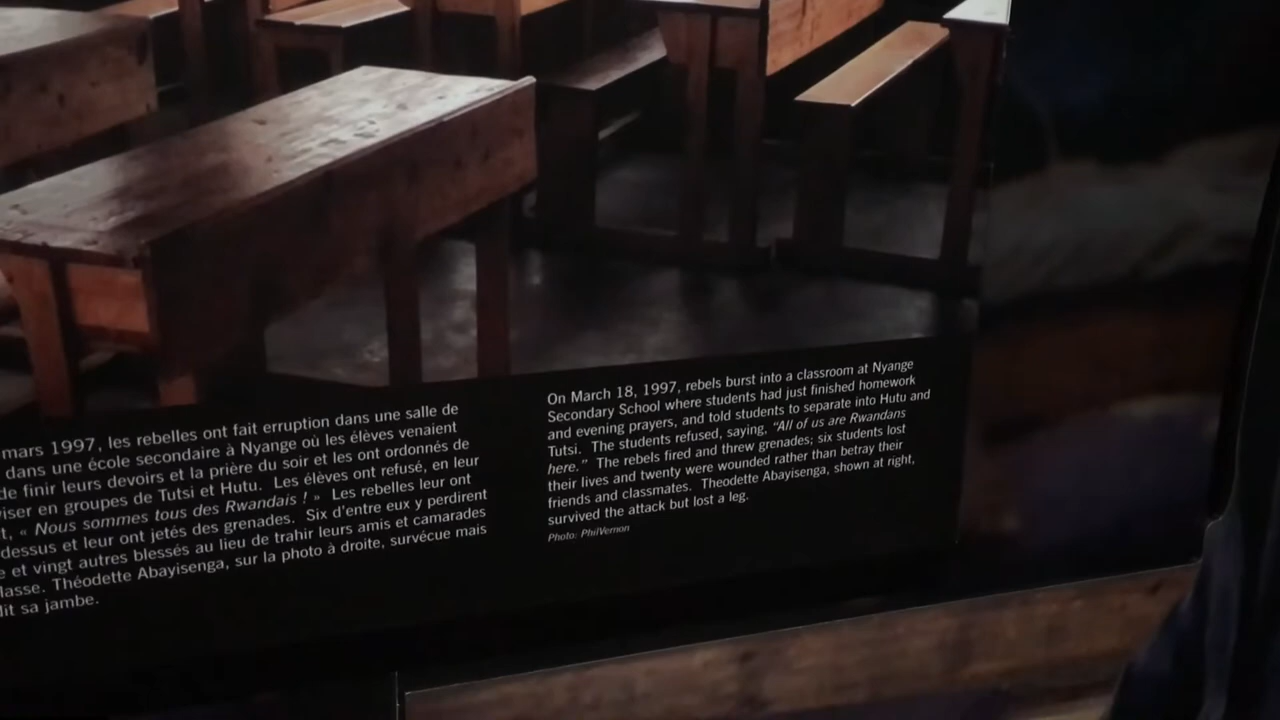 mars 1997, les rebelles ont fait erruption dans une salle de
dans une école secondaire à Nyange où les élèves venaient
de finir leurs devoirs et la prière du soir et les ont ordonnés de
en groupes de Tutsi et Hutu. Les élèves ont refusé, en leur
« Nous sommes tous des Rwandais ! » Les rebelles leur ont
dessus et leur ont jetés des grenades. Six d'entre eux y perdirent
et vingt autres blessés au lieu de trahir leurs amis et camarades
Théodette Abayisenga, sur la photo à droite, survécue mais
sa jambe.
On March 18, 1997, rebels burst into a classroom at Nyange
Secondary School where students had just finished homework
and evening prayers, and told students to separate into Hutu and
Tutsi. The students refused, saying, "All of us are Rwandans
here." The rebels fired and threw grenades; six students lost
their lives and twenty were wounded rather than betray their
friends and classmates. Theodette Abayisenga, shown at right,
survived the attack but lost a leg.
Photo: PhilVernon